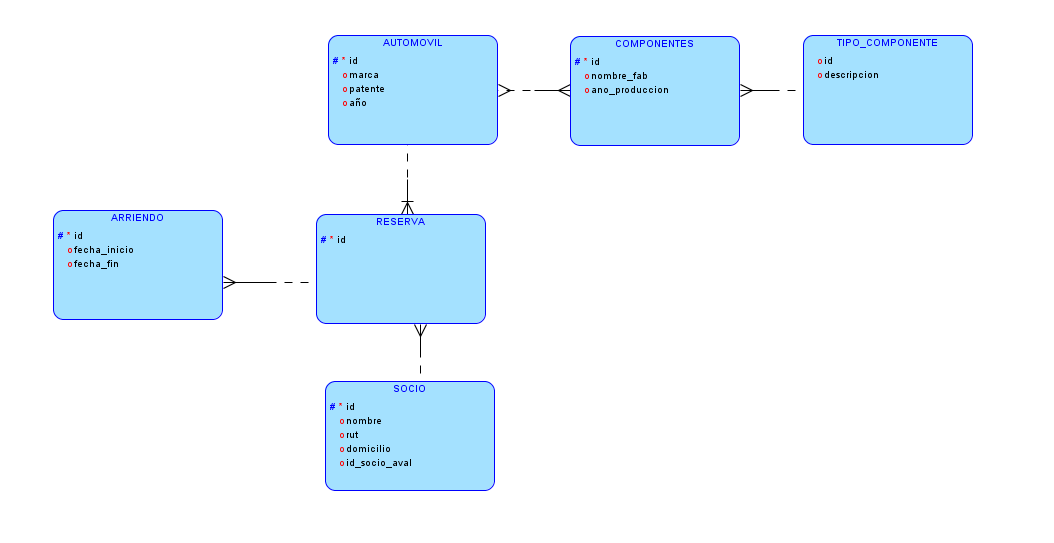 AUTOMOVIL
# * id
o marca
o patente
o año
COMPONENTES
# * id
o nombre_fab
o ano_produccion
TIPO_COMPONENTE
o id
o descripcion
ARRIENDO
# * id
o fecha_inicio
o fecha_fin
RESERVA
# * id
SOCIO
# * id
o nombre
o rut
o domicilio
o id_socio_aval